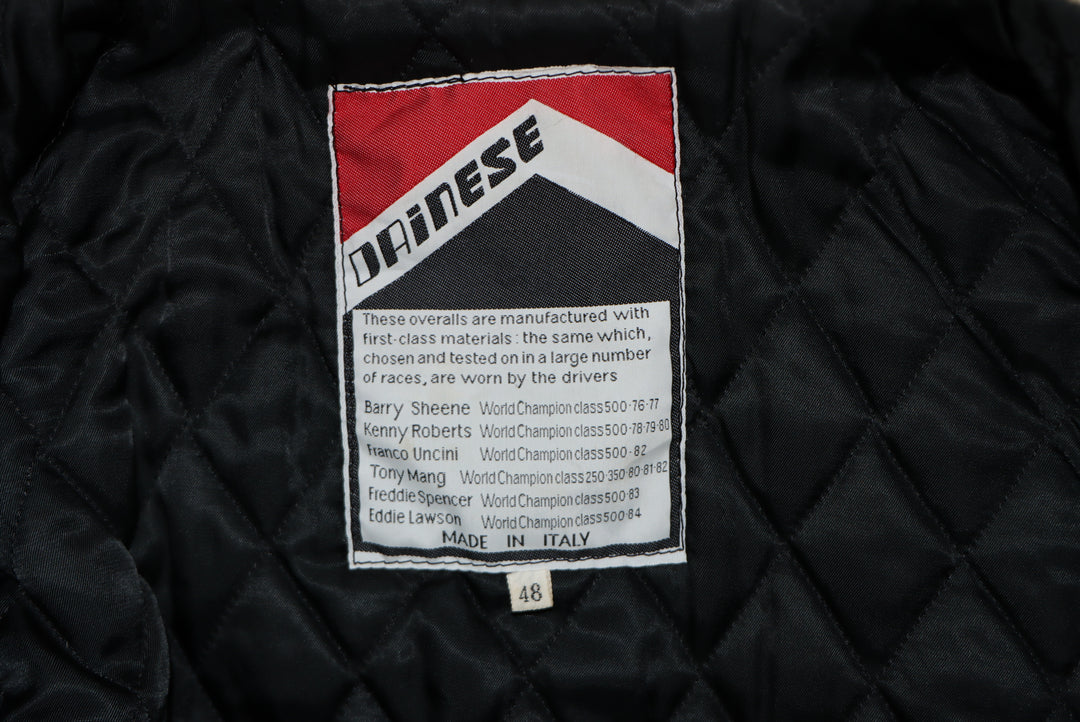 DAiNESE
These overalls are manufactured with
first-class materials: the same which,
chosen and tested on in a large number
of races, are worn by the drivers
Barry Sheene World Champion class 500·76·77
Kenny Roberts World Champion class 500·78·79·80
Franco Uncini World Champion class 500·82
Tony Mang World Champion class 250·350·80·81·82
Freddie Spencer World Champion class 500·83
Eddie Lawson World Champion class 500·84
MADE IN ITALY
48